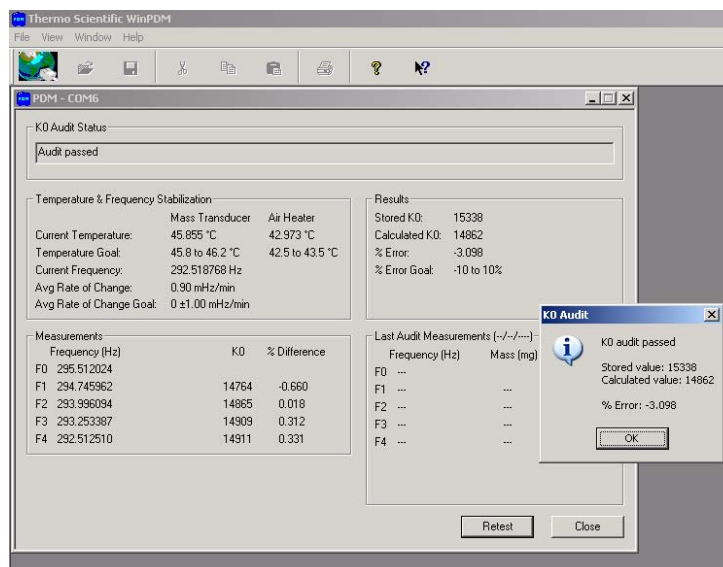 Thermo Scientific WinPDM
File View Window Help
PDM - COM6
K0 Audit Status
Audit passed
Temperature & Frequency Stabilization
Mass Transducer Air Heater
Current Temperature: 45.855 °C 42.973 °C
Temperature Goal: 45.8 to 46.2 °C 42.5 to 43.5 °C
Current Frequency: 292.518768 Hz
Avg Rate of Change: 0.90 mHz/min
Avg Rate of Change Goal: 0 ±1.00 mHz/min
Results
Stored K0: 15338
Calculated K0: 14862
% Error: -3.098
% Error Goal: -10 to 10%
Measurements
Frequency (Hz) K0 % Difference
F0 295.512024
F1 294.745962 14764 -0.660
F2 293.996094 14865 0.018
F3 293.253387 14909 0.312
F4 292.512510 14911 0.331
Last Audit Measurements (--/--/----)
Frequency (Hz) Mass (mg)
F0 ---
F1 --- ---
F2 --- ---
F3 --- ---
F4 --- ---
Retest Close
K0 Audit
K0 audit passed
Stored value: 15338
Calculated value: 14862
% Error: -3.098
OK